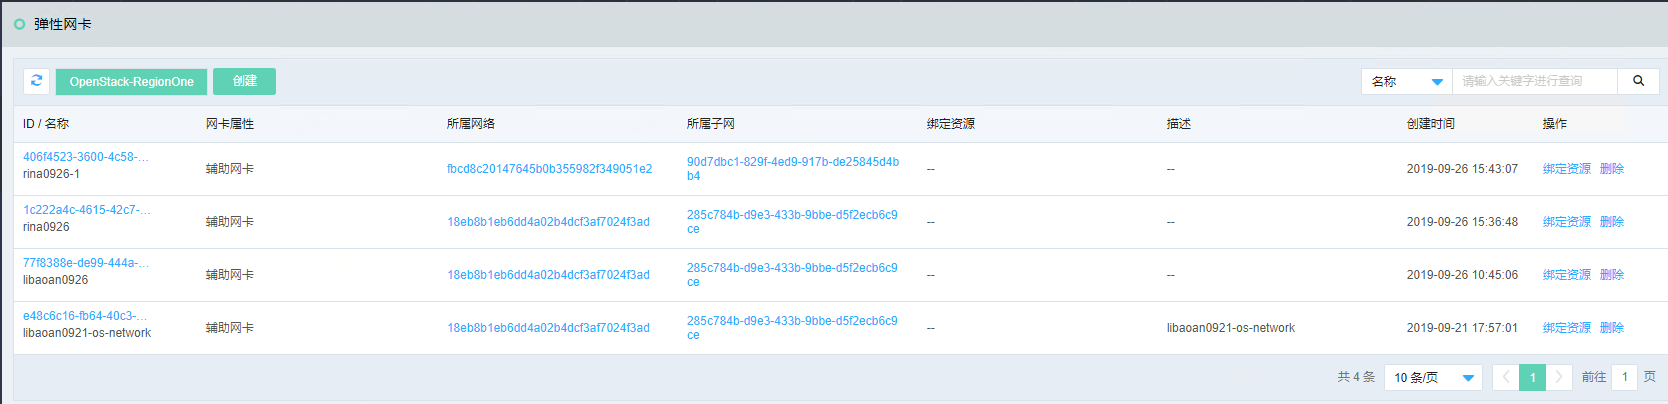 弹性网卡
OpenStack-RegionOne 创建 名称 请输入关键字进行查询
ID / 名称 网卡属性 所属网络 所属子网 绑定资源 描述 创建时间 操作
406f4523-3600-4c58-...
rina0926-1
辅助网卡 fbcd8c20147645b0b355982f349051e2
90d7dbc1-829f-4ed9-917b-de25845d4b
b4
-- -- 2019-09-26 15:43:07 绑定资源 删除
1c222a4c-4615-42c7-...
rina0926
辅助网卡 18eb8b1eb6dd4a02b4dcf3af7024f3ad
285c784b-d9e3-433b-9bbe-d5f2ecb6c9
ce
-- -- 2019-09-26 15:36:48 绑定资源 删除
77f8388e-de99-444a-...
libaoan0926
辅助网卡 18eb8b1eb6dd4a02b4dcf3af7024f3ad
285c784b-d9e3-433b-9bbe-d5f2ecb6c9
ce
-- -- 2019-09-26 10:45:06 绑定资源 删除
e48c6c16-fb64-40c3-...
libaoan0921-os-network
辅助网卡 18eb8b1eb6dd4a02b4dcf3af7024f3ad
285c784b-d9e3-433b-9bbe-d5f2ecb6c9
ce
-- libaoan0921-os-network 2019-09-21 17:57:01 绑定资源 删除
共 4 条 10 条/页 1 前往 1 页